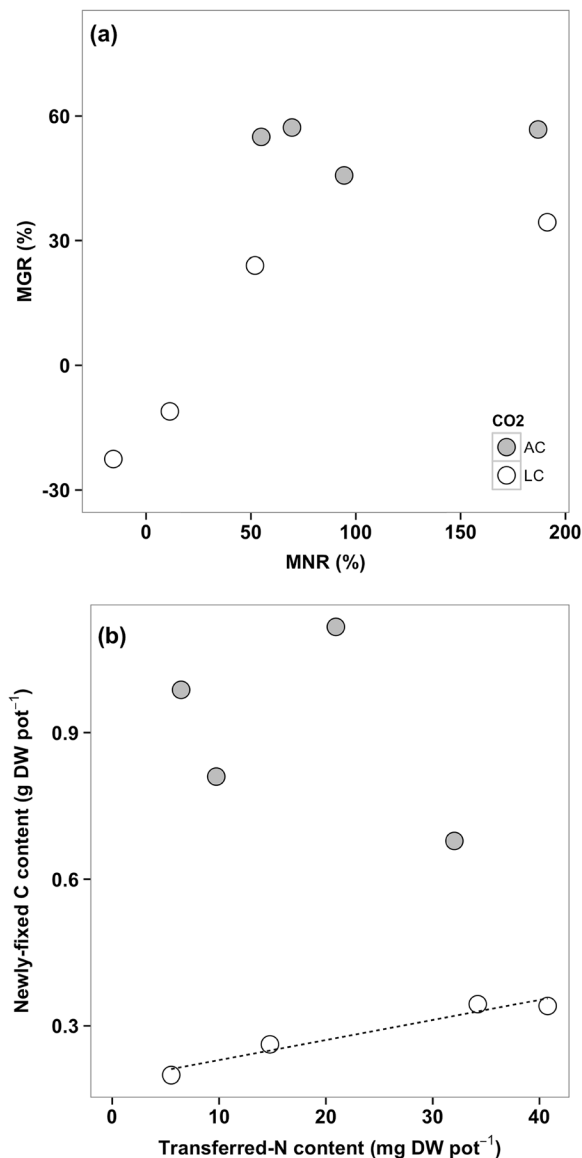 (a)
60
30
0
-30
MGR (%)
CO2
AC
LC
0 50 100 150 200
MNR (%)
(b)
0.9
0.6
0.3
Newly-fixed C content (g DW pot⁻¹)
0 10 20 30 40
Transferred-N content (mg DW pot⁻¹)